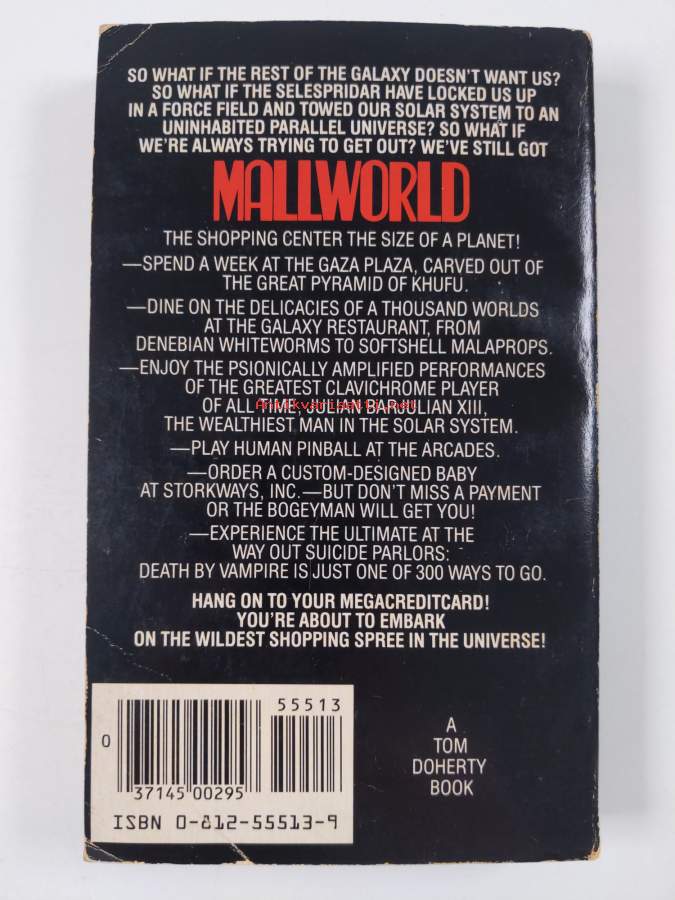 SO WHAT IF THE REST OF THE GALAXY DOESN'T WANT US?
SO WHAT IF THE SELESPRIDAR HAVE LOCKED US UP
IN A FORCE FIELD AND TOWED OUR SOLAR SYSTEM TO AN
UNINHABITED PARALLEL UNIVERSE? SO WHAT IF
WE'RE ALWAYS TRYING TO GET OUT? WE'VE STILL GOT
MALLWORLD
THE SHOPPING CENTER THE SIZE OF A PLANET!
—SPEND A WEEK AT THE GAZA PLAZA, CARVED OUT OF
THE GREAT PYRAMID OF KHUFU.
—DINE ON THE DELICACIES OF A THOUSAND WORLDS
AT THE GALAXY RESTAURANT, FROM
DENEBIAN WHITEWORMS TO SOFTSHELL MALAPROPS.
—ENJOY THE PSIONICALLY AMPLIFIED PERFORMANCES
OF THE GREATEST CLAVICHROME PLAYER
OF ALL TIME: JULIAN BARJULIAN XIII,
Antikvariaatti.net
THE WEALTHIEST MAN IN THE SOLAR SYSTEM.
—PLAY HUMAN PINBALL AT THE ARCADES.
—ORDER A CUSTOM-DESIGNED BABY
AT STORKWAYS, INC.—BUT DON'T MISS A PAYMENT
OR THE BOGEYMAN WILL GET YOU!
—EXPERIENCE THE ULTIMATE AT THE
WAY OUT SUICIDE PARLORS:
DEATH BY VAMPIRE IS JUST ONE OF 300 WAYS TO GO.
HANG ON TO YOUR MEGACREDITCARD!
YOU'RE ABOUT TO EMBARK
ON THE WILDEST SHOPPING SPREE IN THE UNIVERSE!
55513
0
37145 00295
ISBN 0-812-55513-9
A
TOM
DOHERTY
BOOK